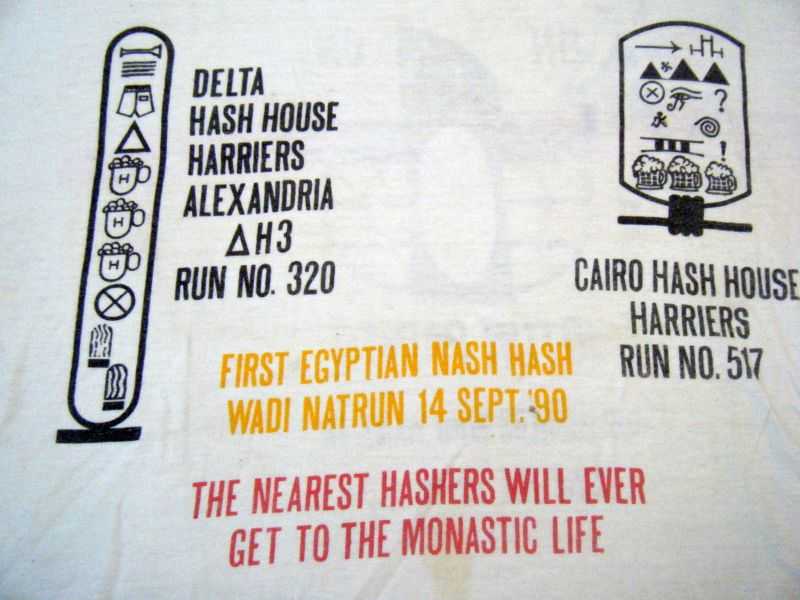 DELTA
HASH HOUSE
HARRIERS
ALEXANDRIA
ΔH3
RUN NO. 320
H
H
H
?
!
CAIRO HASH HOUSE
HARRIERS
RUN NO. 517
FIRST EGYPTIAN NASH HASH
WADI NATRUN 14 SEPT. '90
THE NEAREST HASHERS WILL EVER
GET TO THE MONASTIC LIFE